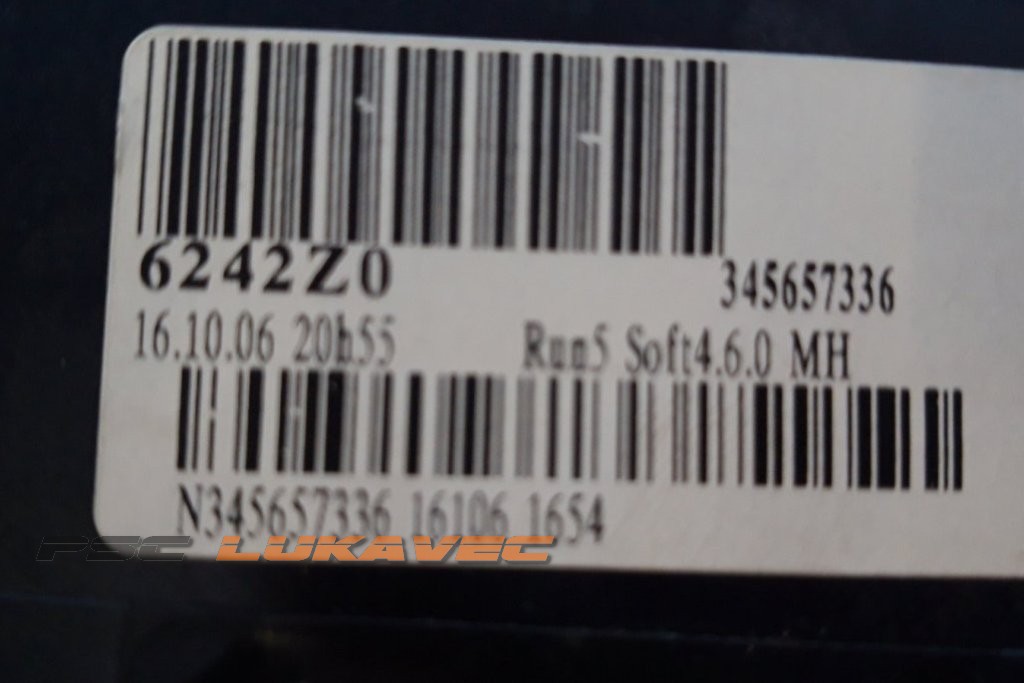 6242Z0 345657336
16.10.06 20h55 Run5 Soft4.6.0 MH
N345657336 16106 1654
PSC LUKAVEC